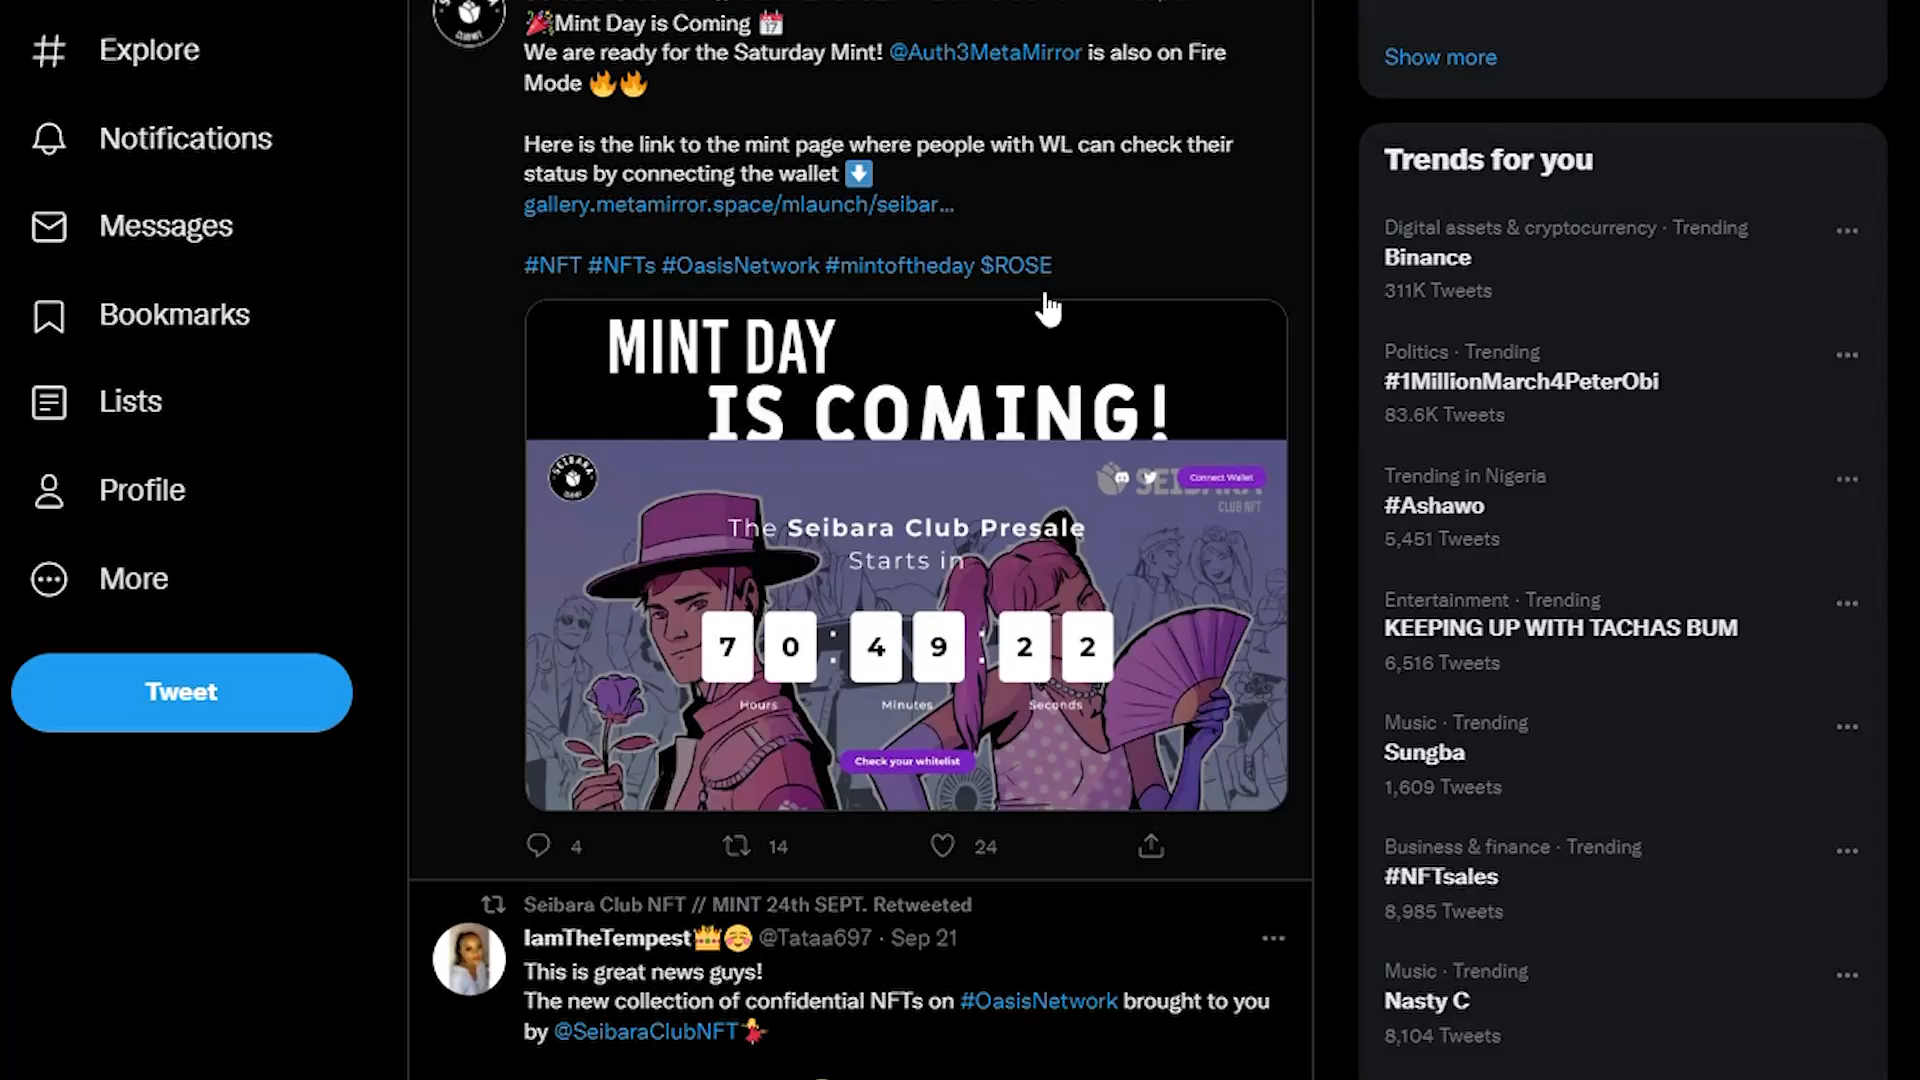 Explore
Notifications
Messages
Bookmarks
Lists
Profile
More
Tweet
🎉Mint Day is Coming 📅
We are ready for the Saturday Mint! @Auth3MetaMirror is also on Fire
Mode 🔥🔥
Here is the link to the mint page where people with WL can check their
status by connecting the wallet ⬇️
gallery.metamirror.space/mlaunch/seibar...
#NFT #NFTs #OasisNetwork #mintoftheday $ROSE
MINT DAY
IS COMING!
SEIBARA
SEIBARA
CLUB NFT
Connect Wallet
The Seibara Club Presale
Starts in
7 0 : 4 9 : 2 2
Hours Minutes Seconds
Check your whitelist
4 14 24
Seibara Club NFT // MINT 24th SEPT. Retweeted
IamTheTempest👑☺️ @Tataa697 · Sep 21
This is great news guys!
The new collection of confidential NFTs on #OasisNetwork brought to you
by @SeibaraClubNFT💃
Show more
Trends for you
Digital assets & cryptocurrency · Trending
Binance
311K Tweets
Politics · Trending
#1MillionMarch4PeterObi
83.6K Tweets
Trending in Nigeria
#Ashawo
5,451 Tweets
Entertainment · Trending
KEEPING UP WITH TACHAS BUM
6,516 Tweets
Music · Trending
Sungba
1,609 Tweets
Business & finance · Trending
#NFTsales
8,985 Tweets
Music · Trending
Nasty C
8,104 Tweets